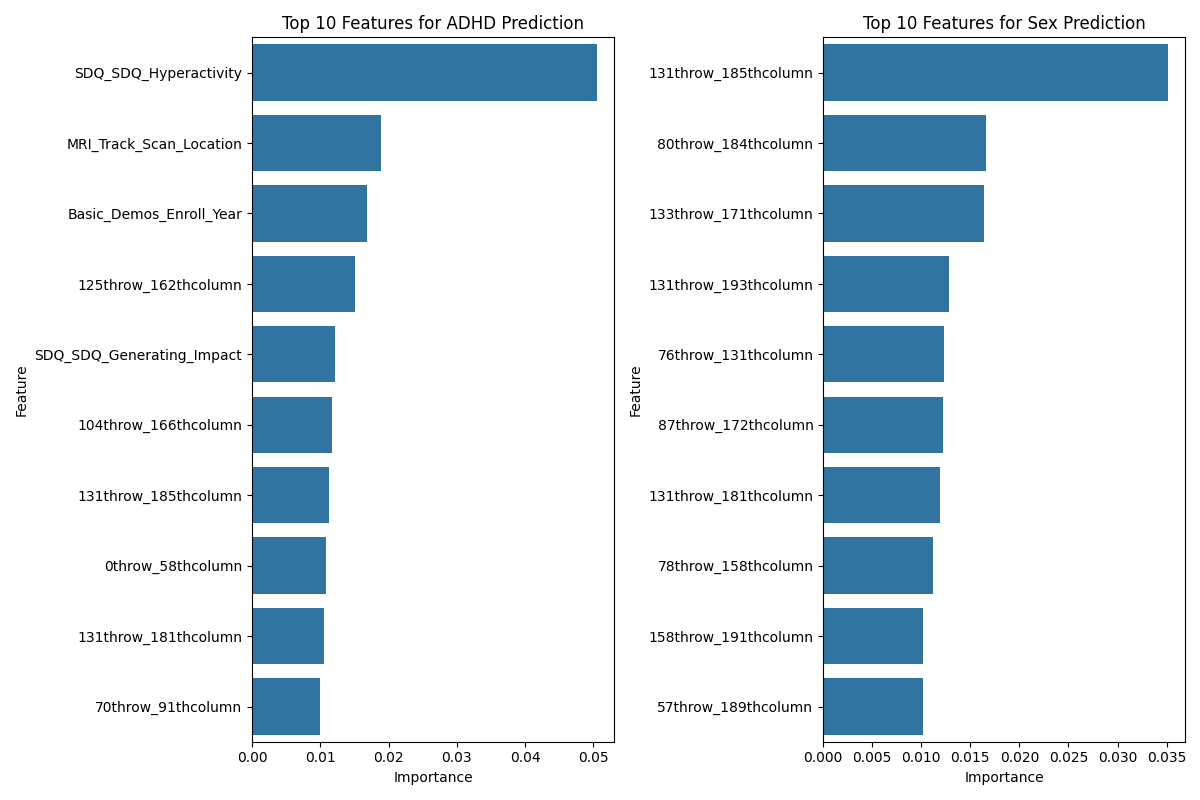 Top 10 Features for ADHD Prediction
SDQ_SDQ_Hyperactivity
MRI_Track_Scan_Location
Basic_Demos_Enroll_Year
125throw_162thcolumn
SDQ_SDQ_Generating_Impact
104throw_166thcolumn
131throw_185thcolumn
0throw_58thcolumn
131throw_181thcolumn
70throw_91thcolumn
Feature
0.00 0.01 0.02 0.03 0.04 0.05
Importance
Top 10 Features for Sex Prediction
131throw_185thcolumn
80throw_184thcolumn
133throw_171thcolumn
131throw_193thcolumn
76throw_131thcolumn
87throw_172thcolumn
131throw_181thcolumn
78throw_158thcolumn
158throw_191thcolumn
57throw_189thcolumn
Feature
0.000 0.005 0.010 0.015 0.020 0.025 0.030 0.035
Importance